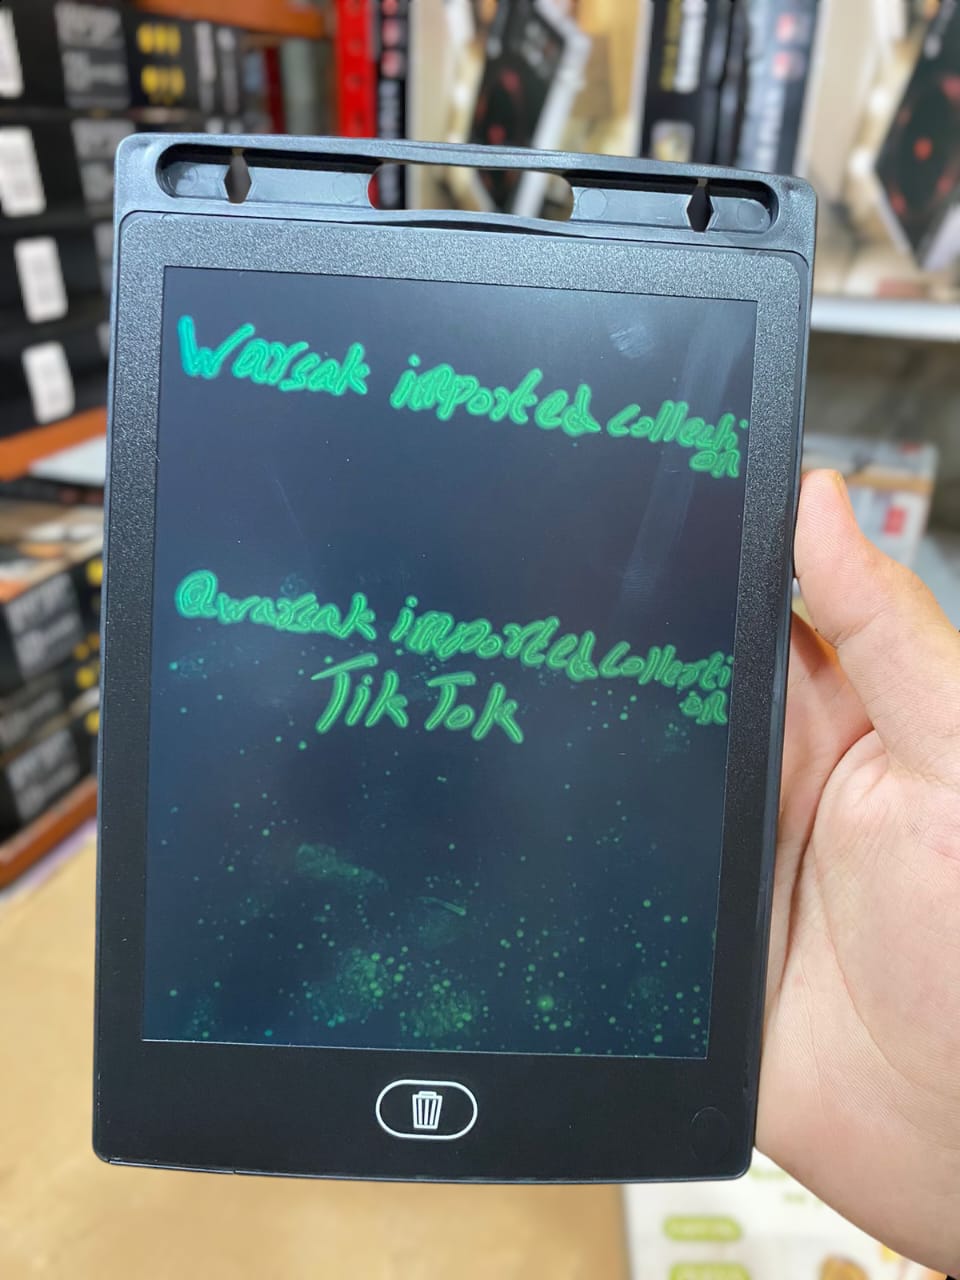 Warsak imported collecti
on
@warsak imported collecti
on
TikTok